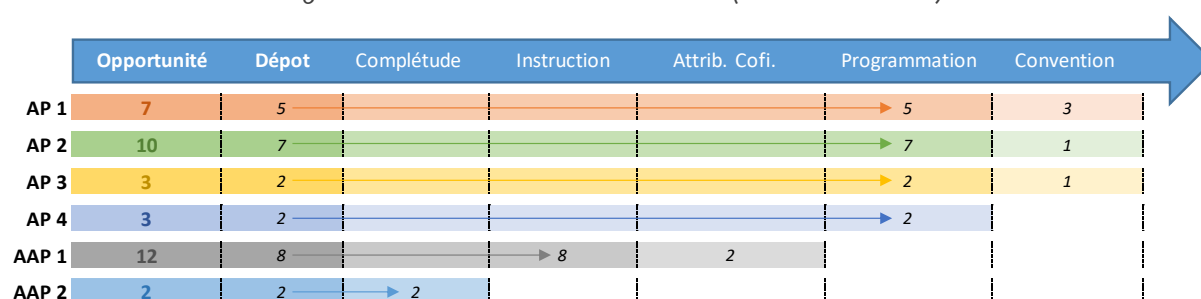 Opportunité Dépot Complétude Instruction Attrib. Cofi. Programmation Convention
AP 1 7 5 5 3
AP 2 10 7 7 1
AP 3 3 2 2 1
AP 4 3 2 2
AAP 1 12 8 8 2
AAP 2 2 2 2